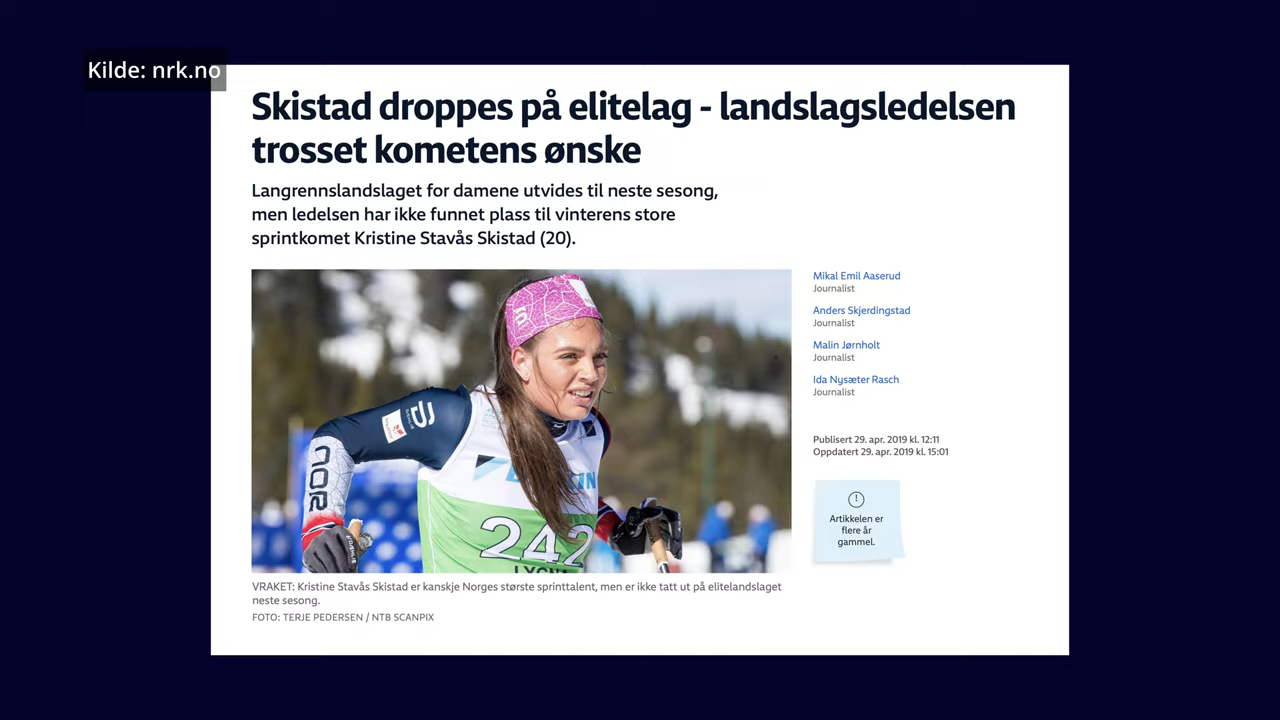 Kilde: nrk.no
Skistad droppes på elitelag - landslagsledelsen
trosset kometens ønske
Langrennslandslaget for damene utvides til neste sesong,
men ledelsen har ikke funnet plass til vinterens store
sprintkomet Kristine Stavås Skistad (20).
Mikal Emil Aaserud
Journalist
Anders Skjerdingstad
Journalist
Malin Jørnholt
Journalist
Ida Nysæter Rasch
Journalist
Publisert 29. apr. 2019 kl. 12:11
Oppdatert 29. apr. 2019 kl. 15:01
Artikkelen er
flere år
gammel.
NOR
242
VRAKET: Kristine Stavås Skistad er kanskje Norges største sprinttalent, men er ikke tatt ut på elitelandslaget
neste sesong.
FOTO: TERJE PEDERSEN / NTB SCANPIX